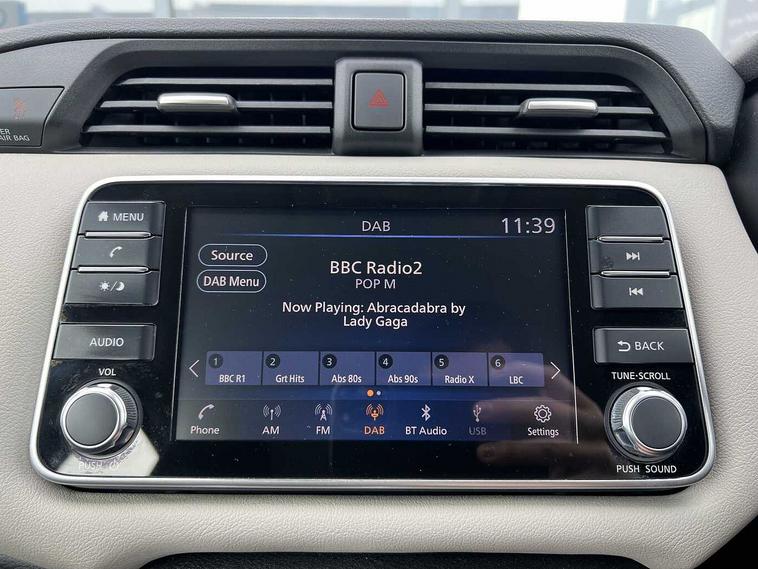 ER
AIR BAG
MENU
AUDIO
VOL
PUSH
DAB
11:39
Source
DAB Menu
BBC Radio2
POP M
Now Playing: Abracadabra by
Lady Gaga
1 2 3 4 5 6
BBC R1 Grt Hits Abs 80s Abs 90s Radio X LBC
Phone AM FM DAB BT Audio USB Settings
BACK
TUNE·SCROLL
PUSH SOUND